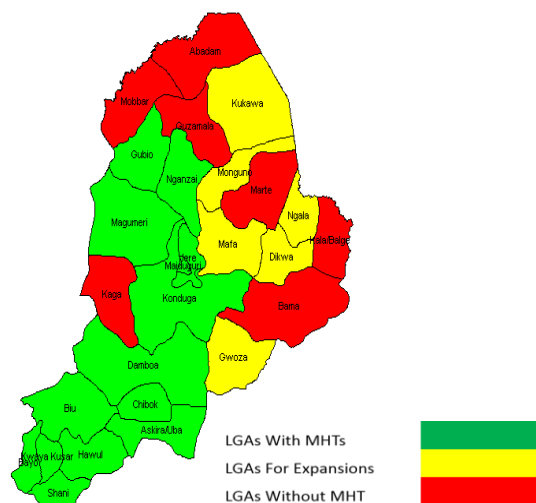 Abadam
Mobbar
Kukawa
Guzamala
Gubio
Nganzai
Monguno
Marte
Ngala
Magumeri
Mafa
Kala/Balge
Jere
Dikwa
Maiduguri
Kaga
Konduga
Bama
Gwoza
Damboa
Biu
Chibok
Askira/Uba
Kwaya Kusar
Hawul
Bayo
Shani
LGAs With MHTs
LGAs For Expansions
LGAs Without MHT